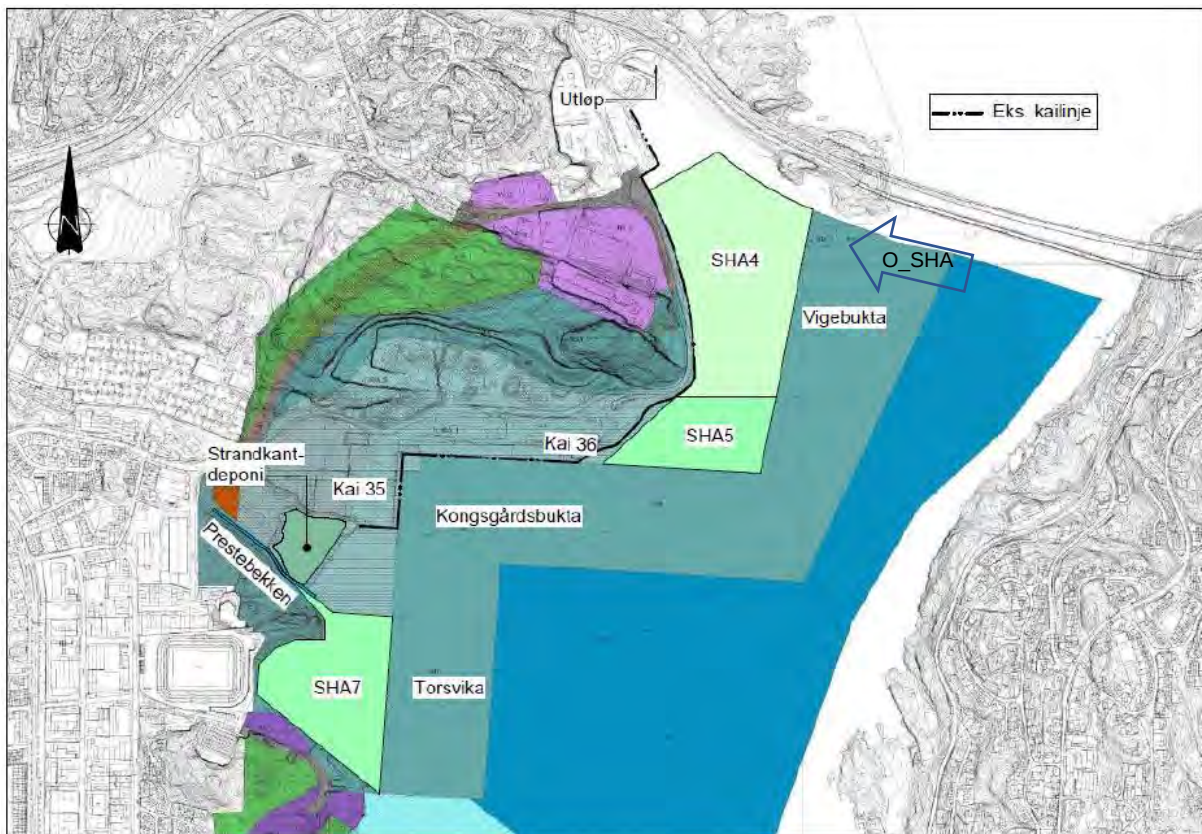 Utløp
Eks. kailinje
N
SHA4
O_SHA
Vigebukta
SHA5
Kai 36
Strandkant-
deponi
Kai 35
Kongsgårdsbukta
Prestebekken
SHA7
Torsvika